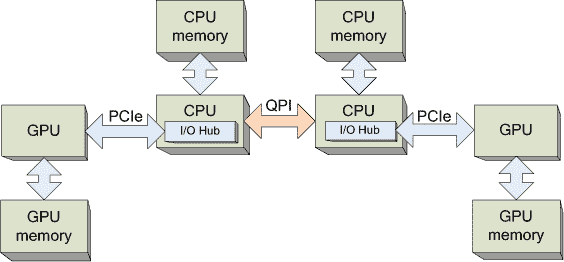 CPU
memory
CPU
memory
GPU
PCIe
CPU
I/O Hub
QPI
CPU
I/O Hub
PCIe
GPU
GPU
memory
GPU
memory